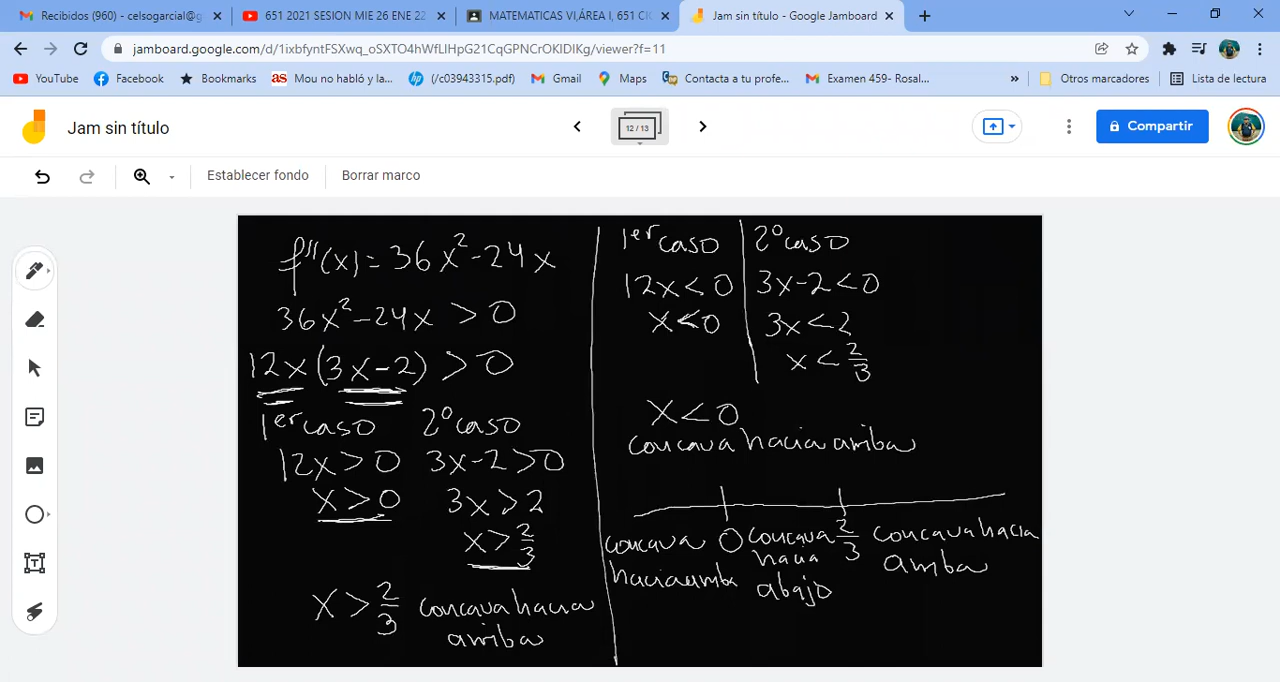 Recibidos (960) - celsogarcial@g
651 2021 SESION MIE 26 ENE 22
MATEMATICAS VI,ÁREA I, 651 CIC
Jam sin título - Google Jamboard
jamboard.google.com/d/1ixbfyntFSXwq_oSXTO4hWfLIHpG21CqGPNCrOKIDIKg/viewer?f=11
YouTube
Facebook
Bookmarks
as Mou no habló y la...
(/c03943315.pdf)
Gmail
Maps
Contacta a tu profe...
Examen 459- Rosal...
»
Otros marcadores
Lista de lectura
Jam sin título
12 / 13
Compartir
Establecer fondo
Borrar marco
f''(x)=36x²-24x
36x²-24x > 0
12x(3x-2) > 0
1er caso 2º caso
12x>0 3x-2>0
x>0 3x>2
x>2/3
x>2/3 concava hacia
arriba
1er caso 2º caso
12x<0 3x-2<0
x<0 3x<2
x<2/3
x<0
concava hacia arriba
concava 0 concava 2/3 concava hacia
hacia arriba hacia arriba
abajo